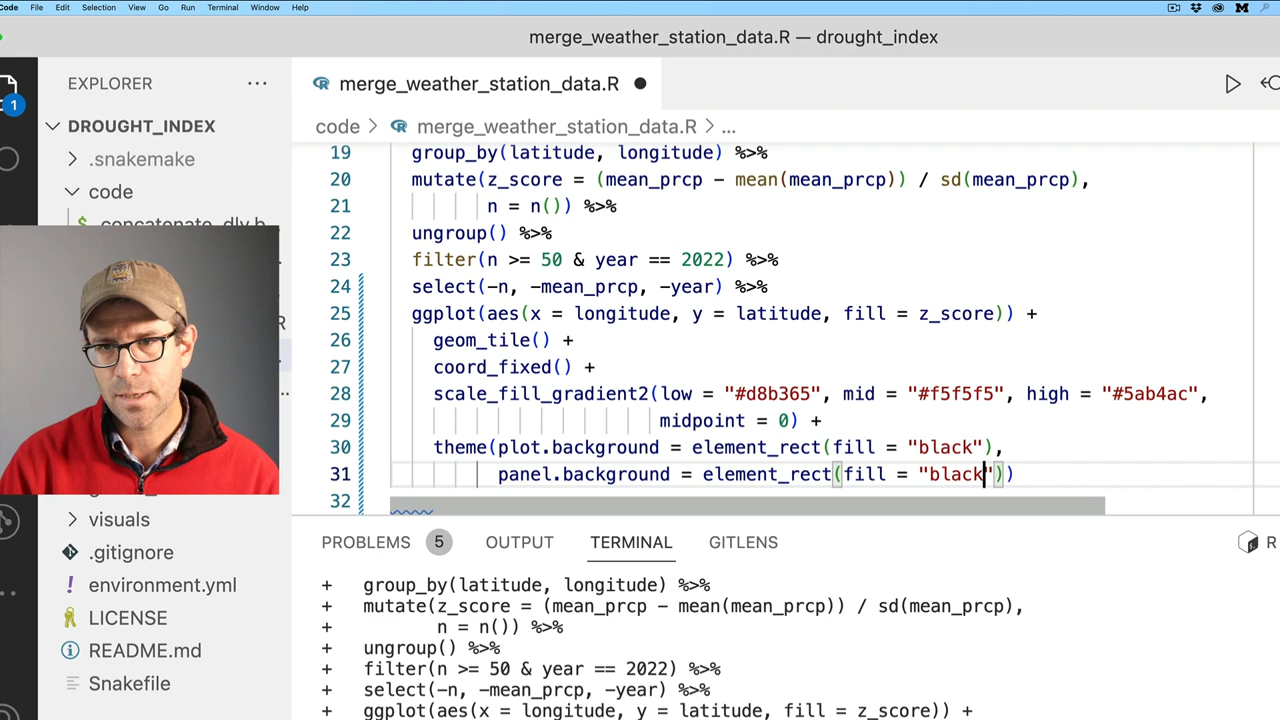 Code File Edit Selection View Go Run Terminal Window Help
merge_weather_station_data.R — drought_index
EXPLORER
merge_weather_station_data.R
1
DROUGHT_INDEX
code > merge_weather_station_data.R > ...
.snakemake
code
concatenate_dly.b
visuals
.gitignore
environment.yml
LICENSE
README.md
Snakefile
19 group_by(latitude, longitude) %>%
20 mutate(z_score = (mean_prcp - mean(mean_prcp)) / sd(mean_prcp),
21 n = n()) %>%
22 ungroup() %>%
23 filter(n >= 50 & year == 2022) %>%
24 select(-n, -mean_prcp, -year) %>%
25 ggplot(aes(x = longitude, y = latitude, fill = z_score)) +
26 geom_tile() +
27 coord_fixed() +
28 scale_fill_gradient2(low = "#d8b365", mid = "#f5f5f5", high = "#5ab4ac",
29 midpoint = 0) +
30 theme(plot.background = element_rect(fill = "black"),
31 panel.background = element_rect(fill = "black"))
32
PROBLEMS 5 OUTPUT TERMINAL GITLENS R
+ group_by(latitude, longitude) %>%
+ mutate(z_score = (mean_prcp - mean(mean_prcp)) / sd(mean_prcp),
+ n = n()) %>%
+ ungroup() %>%
+ filter(n >= 50 & year == 2022) %>%
+ select(-n, -mean_prcp, -year) %>%
+ ggplot(aes(x = longitude, y = latitude, fill = z_score)) +